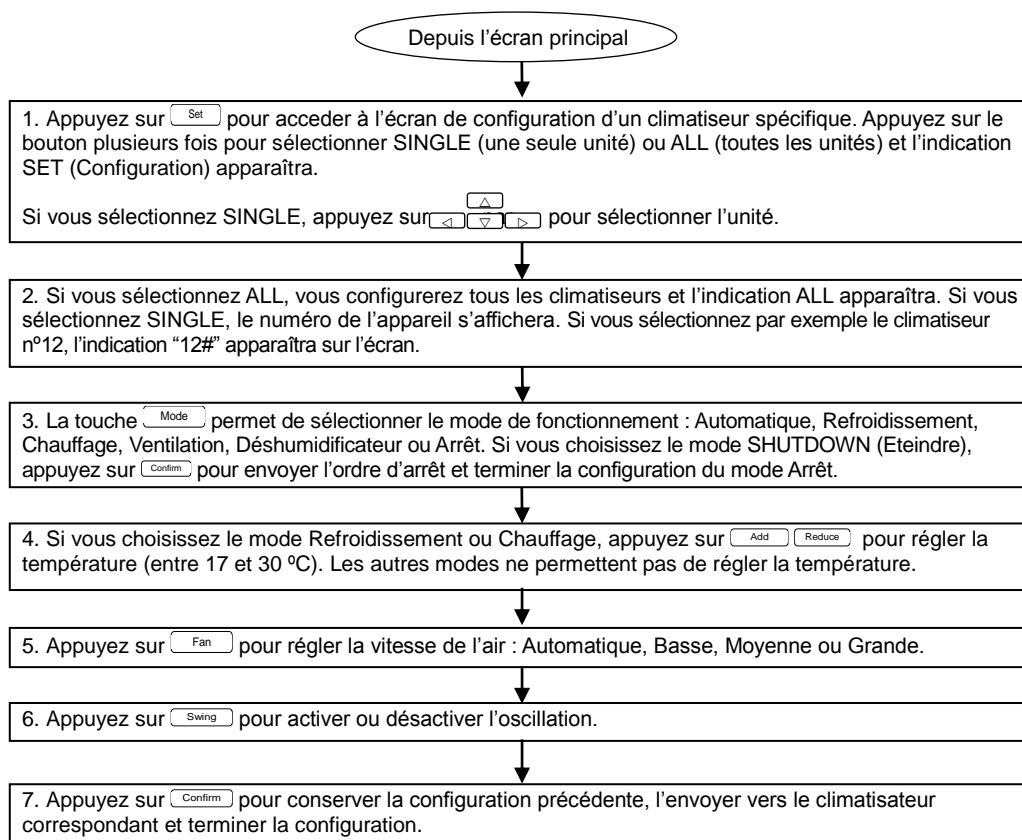 Depuis l'écran principal
1. Appuyez sur Set pour acceder à l'écran de configuration d'un climatiseur spécifique. Appuyez sur le
bouton plusieurs fois pour sélectionner SINGLE (une seule unité) ou ALL (toutes les unités) et l'indication
SET (Configuration) apparaîtra.
Si vous sélectionnez SINGLE, appuyez sur △ ◁ ▽ ▷ pour sélectionner l'unité.
2. Si vous sélectionnez ALL, vous configurerez tous les climatiseurs et l'indication ALL apparaîtra. Si vous
sélectionnez SINGLE, le numéro de l'appareil s'affichera. Si vous sélectionnez par exemple le climatiseur
nº12, l'indication “12#” apparaîtra sur l'écran.
3. La touche Mode permet de sélectionner le mode de fonctionnement : Automatique, Refroidissement,
Chauffage, Ventilation, Déshumidificateur ou Arrêt. Si vous choisissez le mode SHUTDOWN (Eteindre),
appuyez sur Confirm pour envoyer l'ordre d'arrêt et terminer la configuration du mode Arrêt.
4. Si vous choisissez le mode Refroidissement ou Chauffage, appuyez sur Add Reduce pour régler la
température (entre 17 et 30 ºC). Les autres modes ne permettent pas de régler la température.
5. Appuyez sur Fan pour régler la vitesse de l'air : Automatique, Basse, Moyenne ou Grande.
6. Appuyez sur Swing pour activer ou désactiver l'oscillation.
7. Appuyez sur Confirm pour conserver la configuration précédente, l'envoyer vers le climatisateur
correspondant et terminer la configuration.